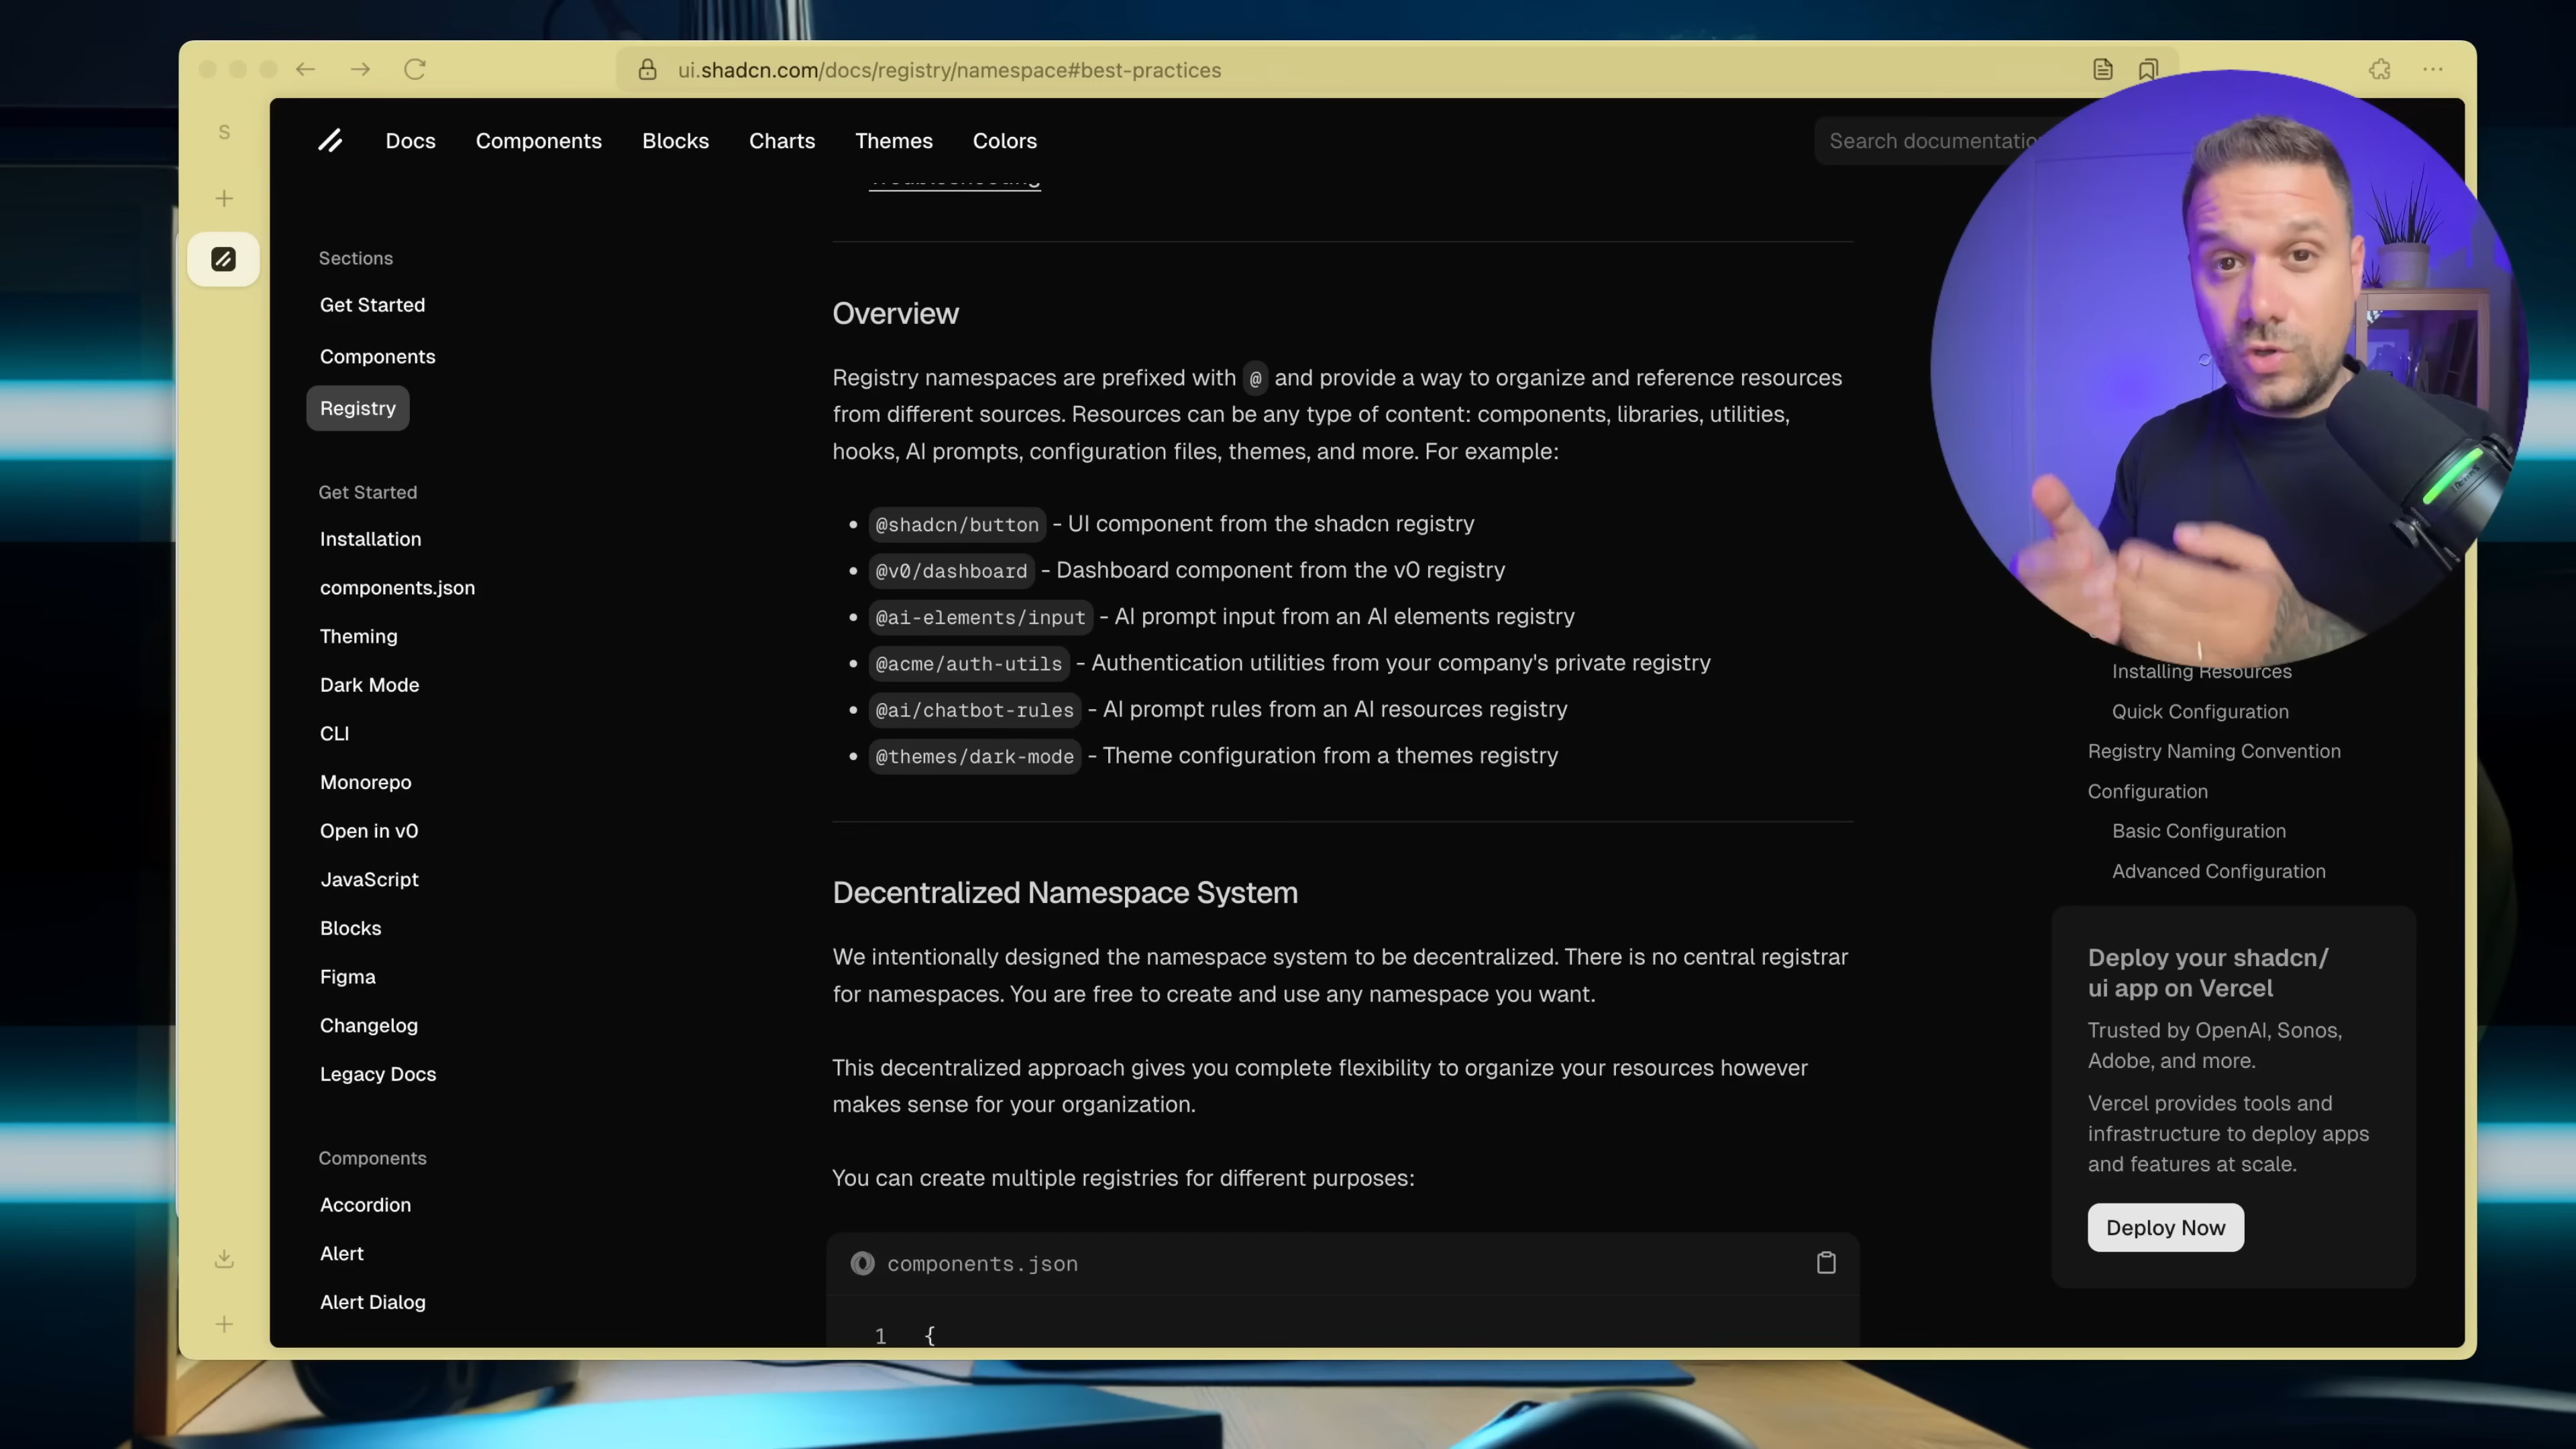 ui.shadcn.com/docs/registry/namespace#best-practices
S
Docs
Components
Blocks
Charts
Themes
Colors
Search documentatio
Sections
Get Started
Components
Registry
Get Started
Installation
components.json
Theming
Dark Mode
CLI
Monorepo
Open in v0
JavaScript
Blocks
Figma
Changelog
Legacy Docs
Components
Accordion
Alert
Alert Dialog
Troubleshooting
Overview
Registry namespaces are prefixed with @ and provide a way to organize and reference resources
from different sources. Resources can be any type of content: components, libraries, utilities,
hooks, AI prompts, configuration files, themes, and more. For example:
• @shadcn/button - UI component from the shadcn registry
• @v0/dashboard - Dashboard component from the v0 registry
• @ai-elements/input - AI prompt input from an AI elements registry
• @acme/auth-utils - Authentication utilities from your company's private registry
• @ai/chatbot-rules - AI prompt rules from an AI resources registry
• @themes/dark-mode - Theme configuration from a themes registry
Decentralized Namespace System
We intentionally designed the namespace system to be decentralized. There is no central registrar
for namespaces. You are free to create and use any namespace you want.
This decentralized approach gives you complete flexibility to organize your resources however
makes sense for your organization.
You can create multiple registries for different purposes:
components.json
1 {
Installing Resources
Quick Configuration
Registry Naming Convention
Configuration
Basic Configuration
Advanced Configuration
Deploy your shadcn/
ui app on Vercel
Trusted by OpenAI, Sonos,
Adobe, and more.
Vercel provides tools and
infrastructure to deploy apps
and features at scale.
Deploy Now